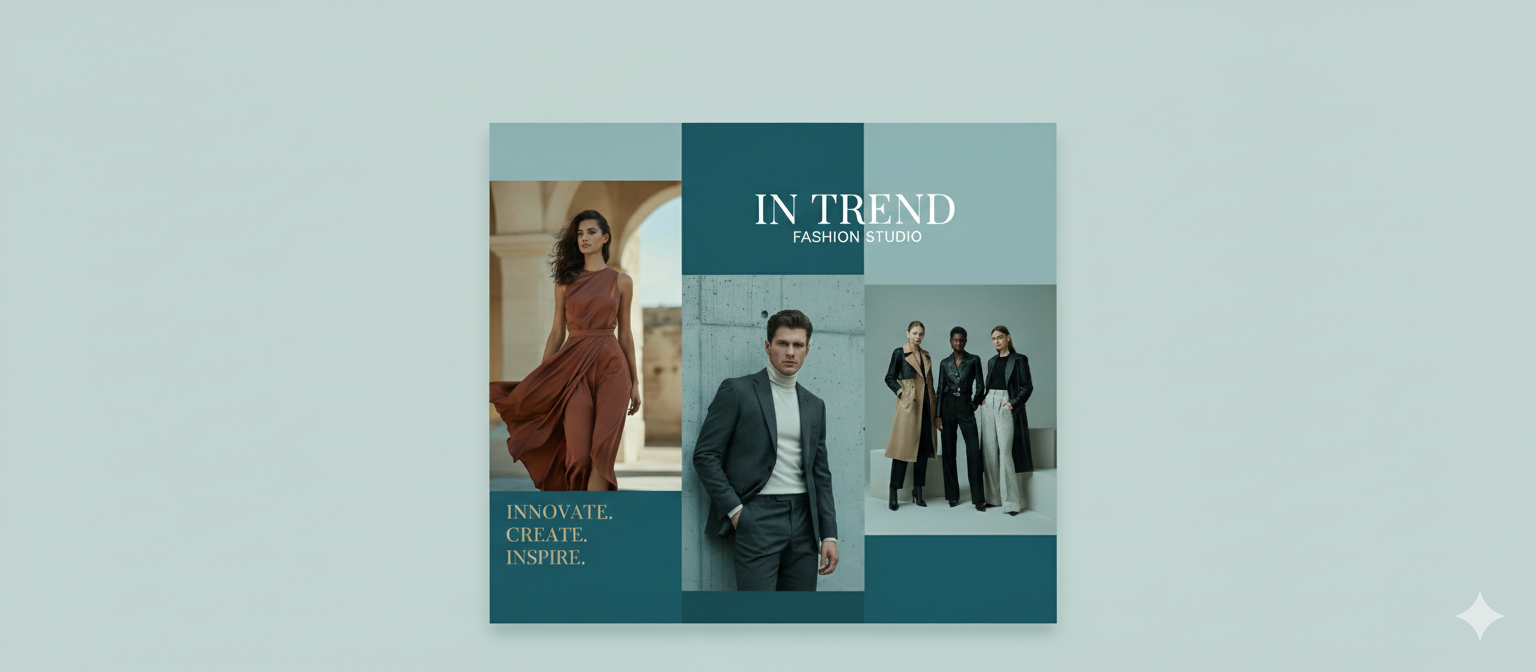 IN TREND
FASHION STUDIO
INNOVATE.
CREATE.
INSPIRE.